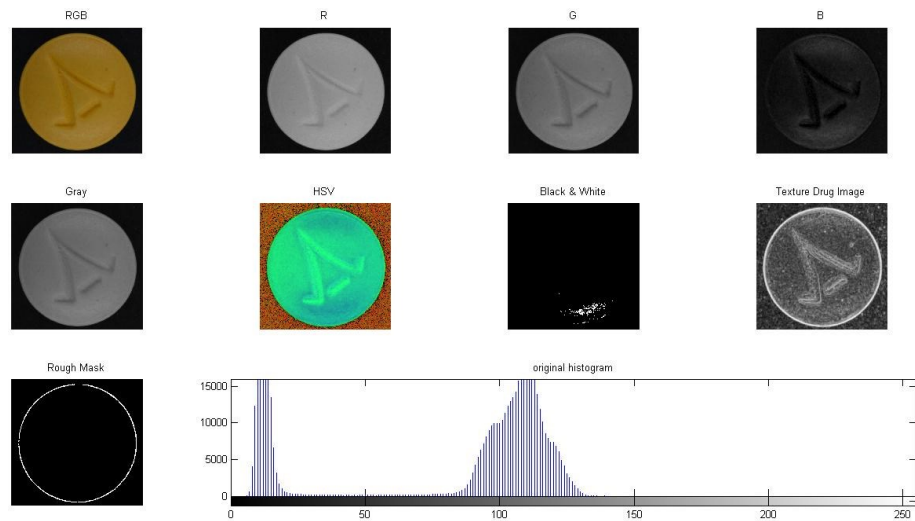 RGB
R
G
B
Gray
HSV
Black & White
Texture Drug Image
Rough Mask
original histogram
15000
10000
5000
0
0
50
100
150
200
250